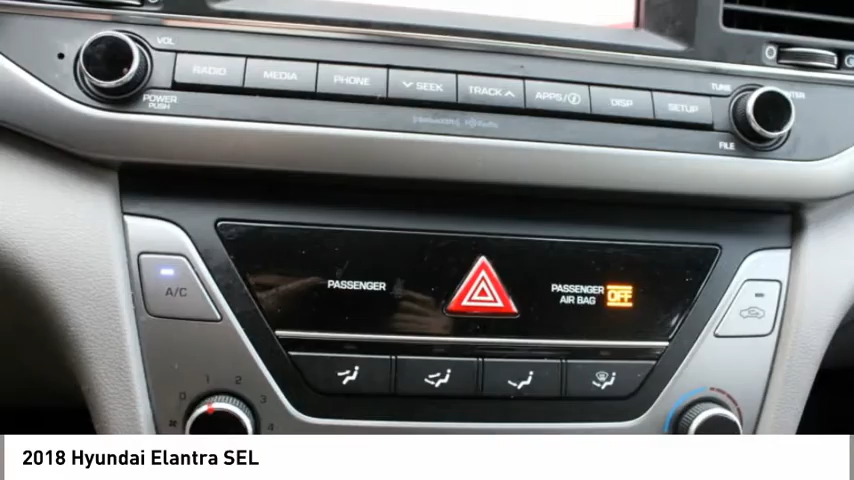 VOL
RADIO MEDIA PHONE SEEK TRACK APPS/i DISP SETUP
TUNE
POWER
PUSH
FILE
PASSENGER
PASSENGER
AIR BAG OFF
A/C
0 1 2 3 4
2018 Hyundai Elantra SEL